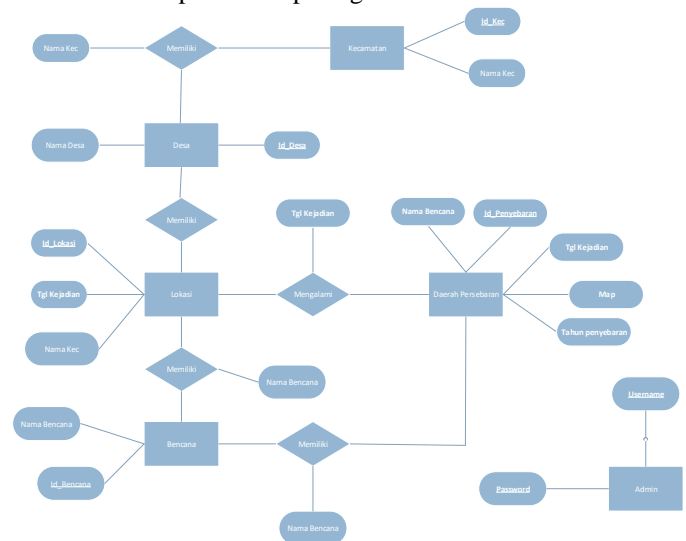 Id_Kec
Nama Kec
Memiliki
Kecamatan
Nama Kec
Nama Desa
Desa
Id_Desa
Memiliki
Tgl Kejadian
Nama Bencana
Id_Penyebaran
Id_Lokasi
Tgl Kejadian
Tgl Kejadian
Lokasi
Mengalami
Daerah Persebaran
Map
Nama Kec
Tahun penyebaran
Memiliki
Nama Bencana
Username
Nama Bencana
Bencana
Memiliki
Id_Bencana
Password
Admin
Nama Bencana